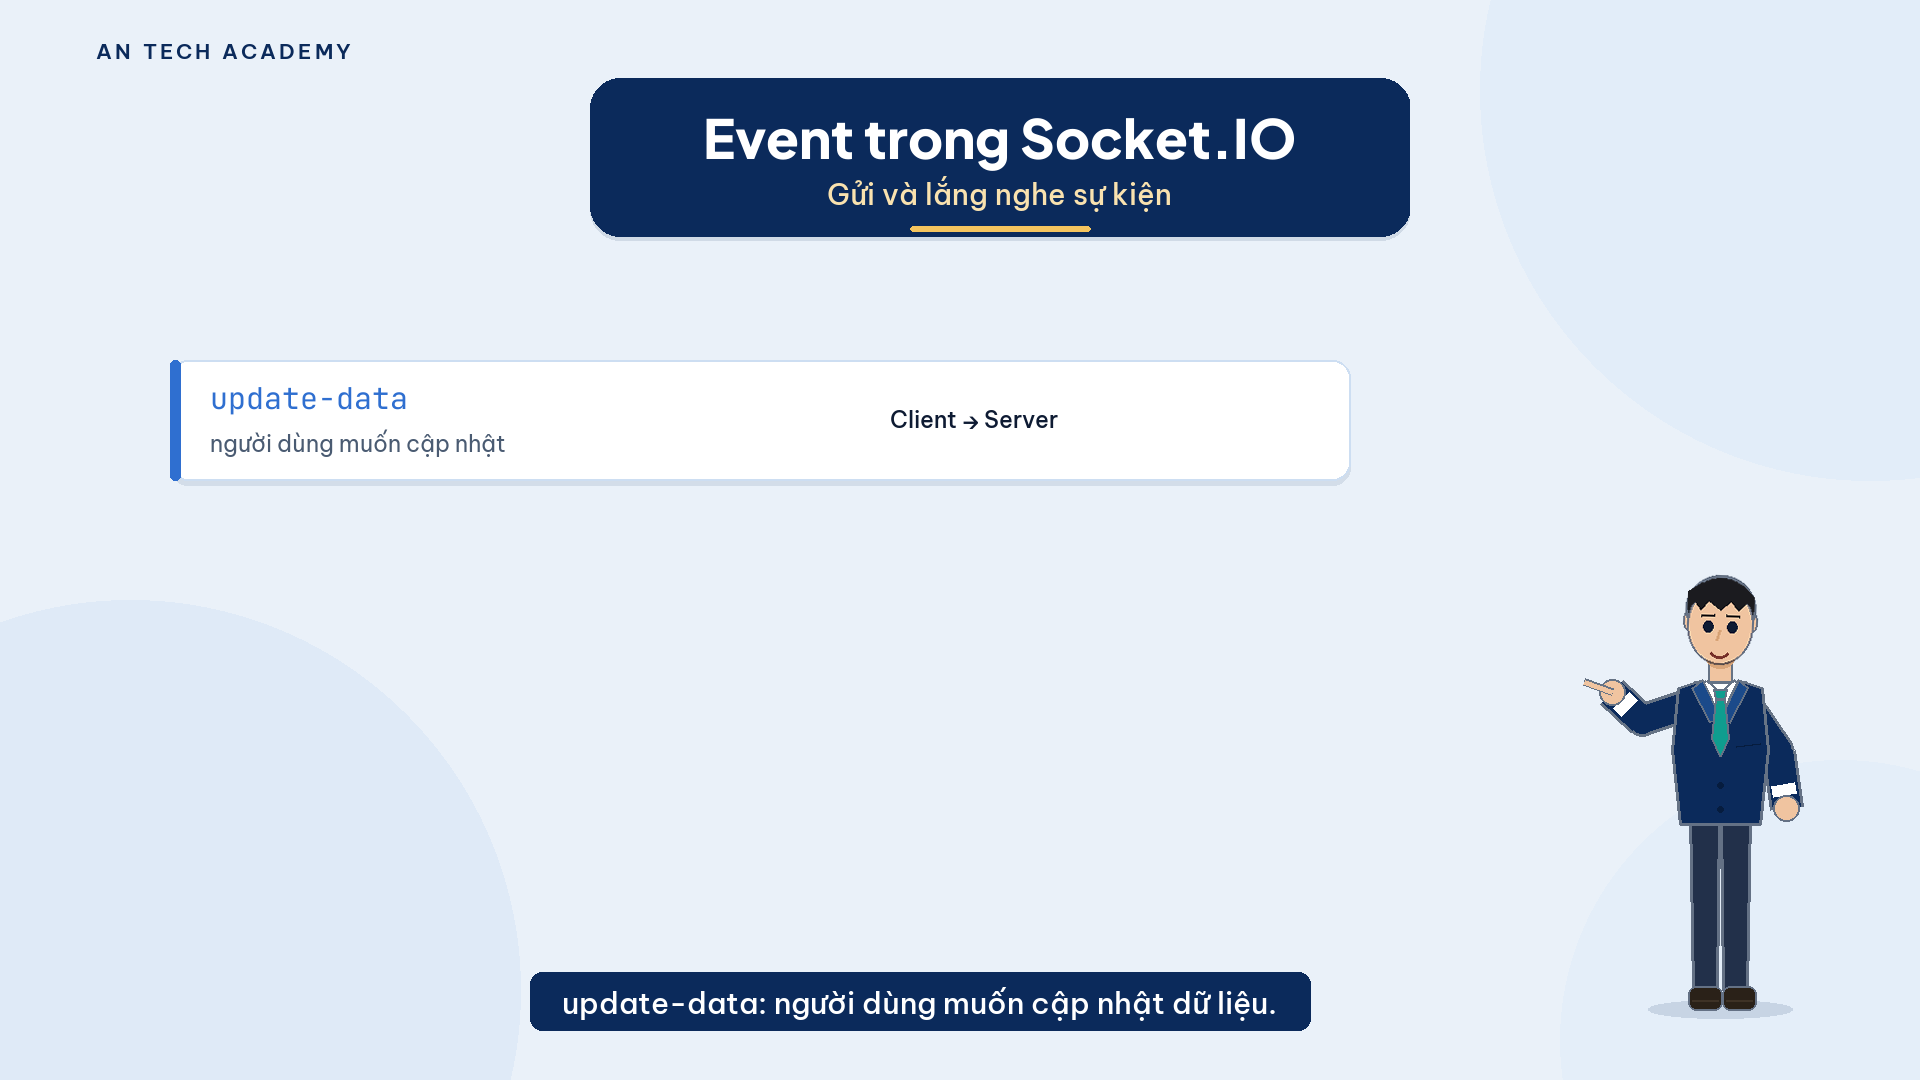 AN TECH ACADEMY
Event trong Socket.IO
Gửi và lắng nghe sự kiện
update-data
người dùng muốn cập nhật
Client → Server
update-data: người dùng muốn cập nhật dữ liệu.